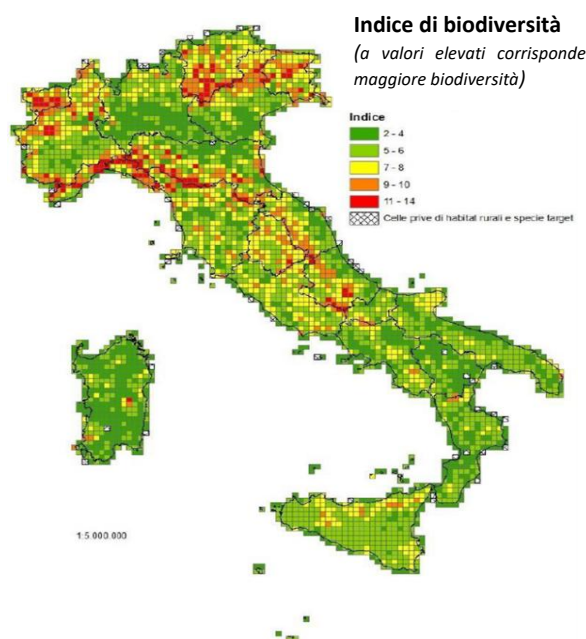 Indice di biodiversità
(a valori elevati corrisponde
maggiore biodiversità)
Indice
2 - 4
5 - 6
7 - 8
9 - 10
11 - 14
Celle prive di habitat rurali e specie target
1:5.000.000